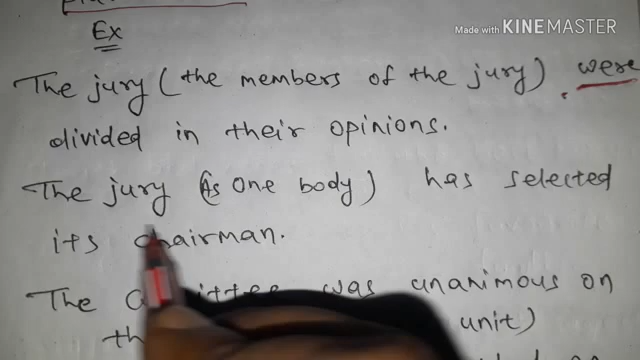 Ex
Made with KINEMASTER
The jury (the members of the jury) were
divided in their opinions.
The jury (As one body) has selected
its chairman.
The was unanimous on
unit)